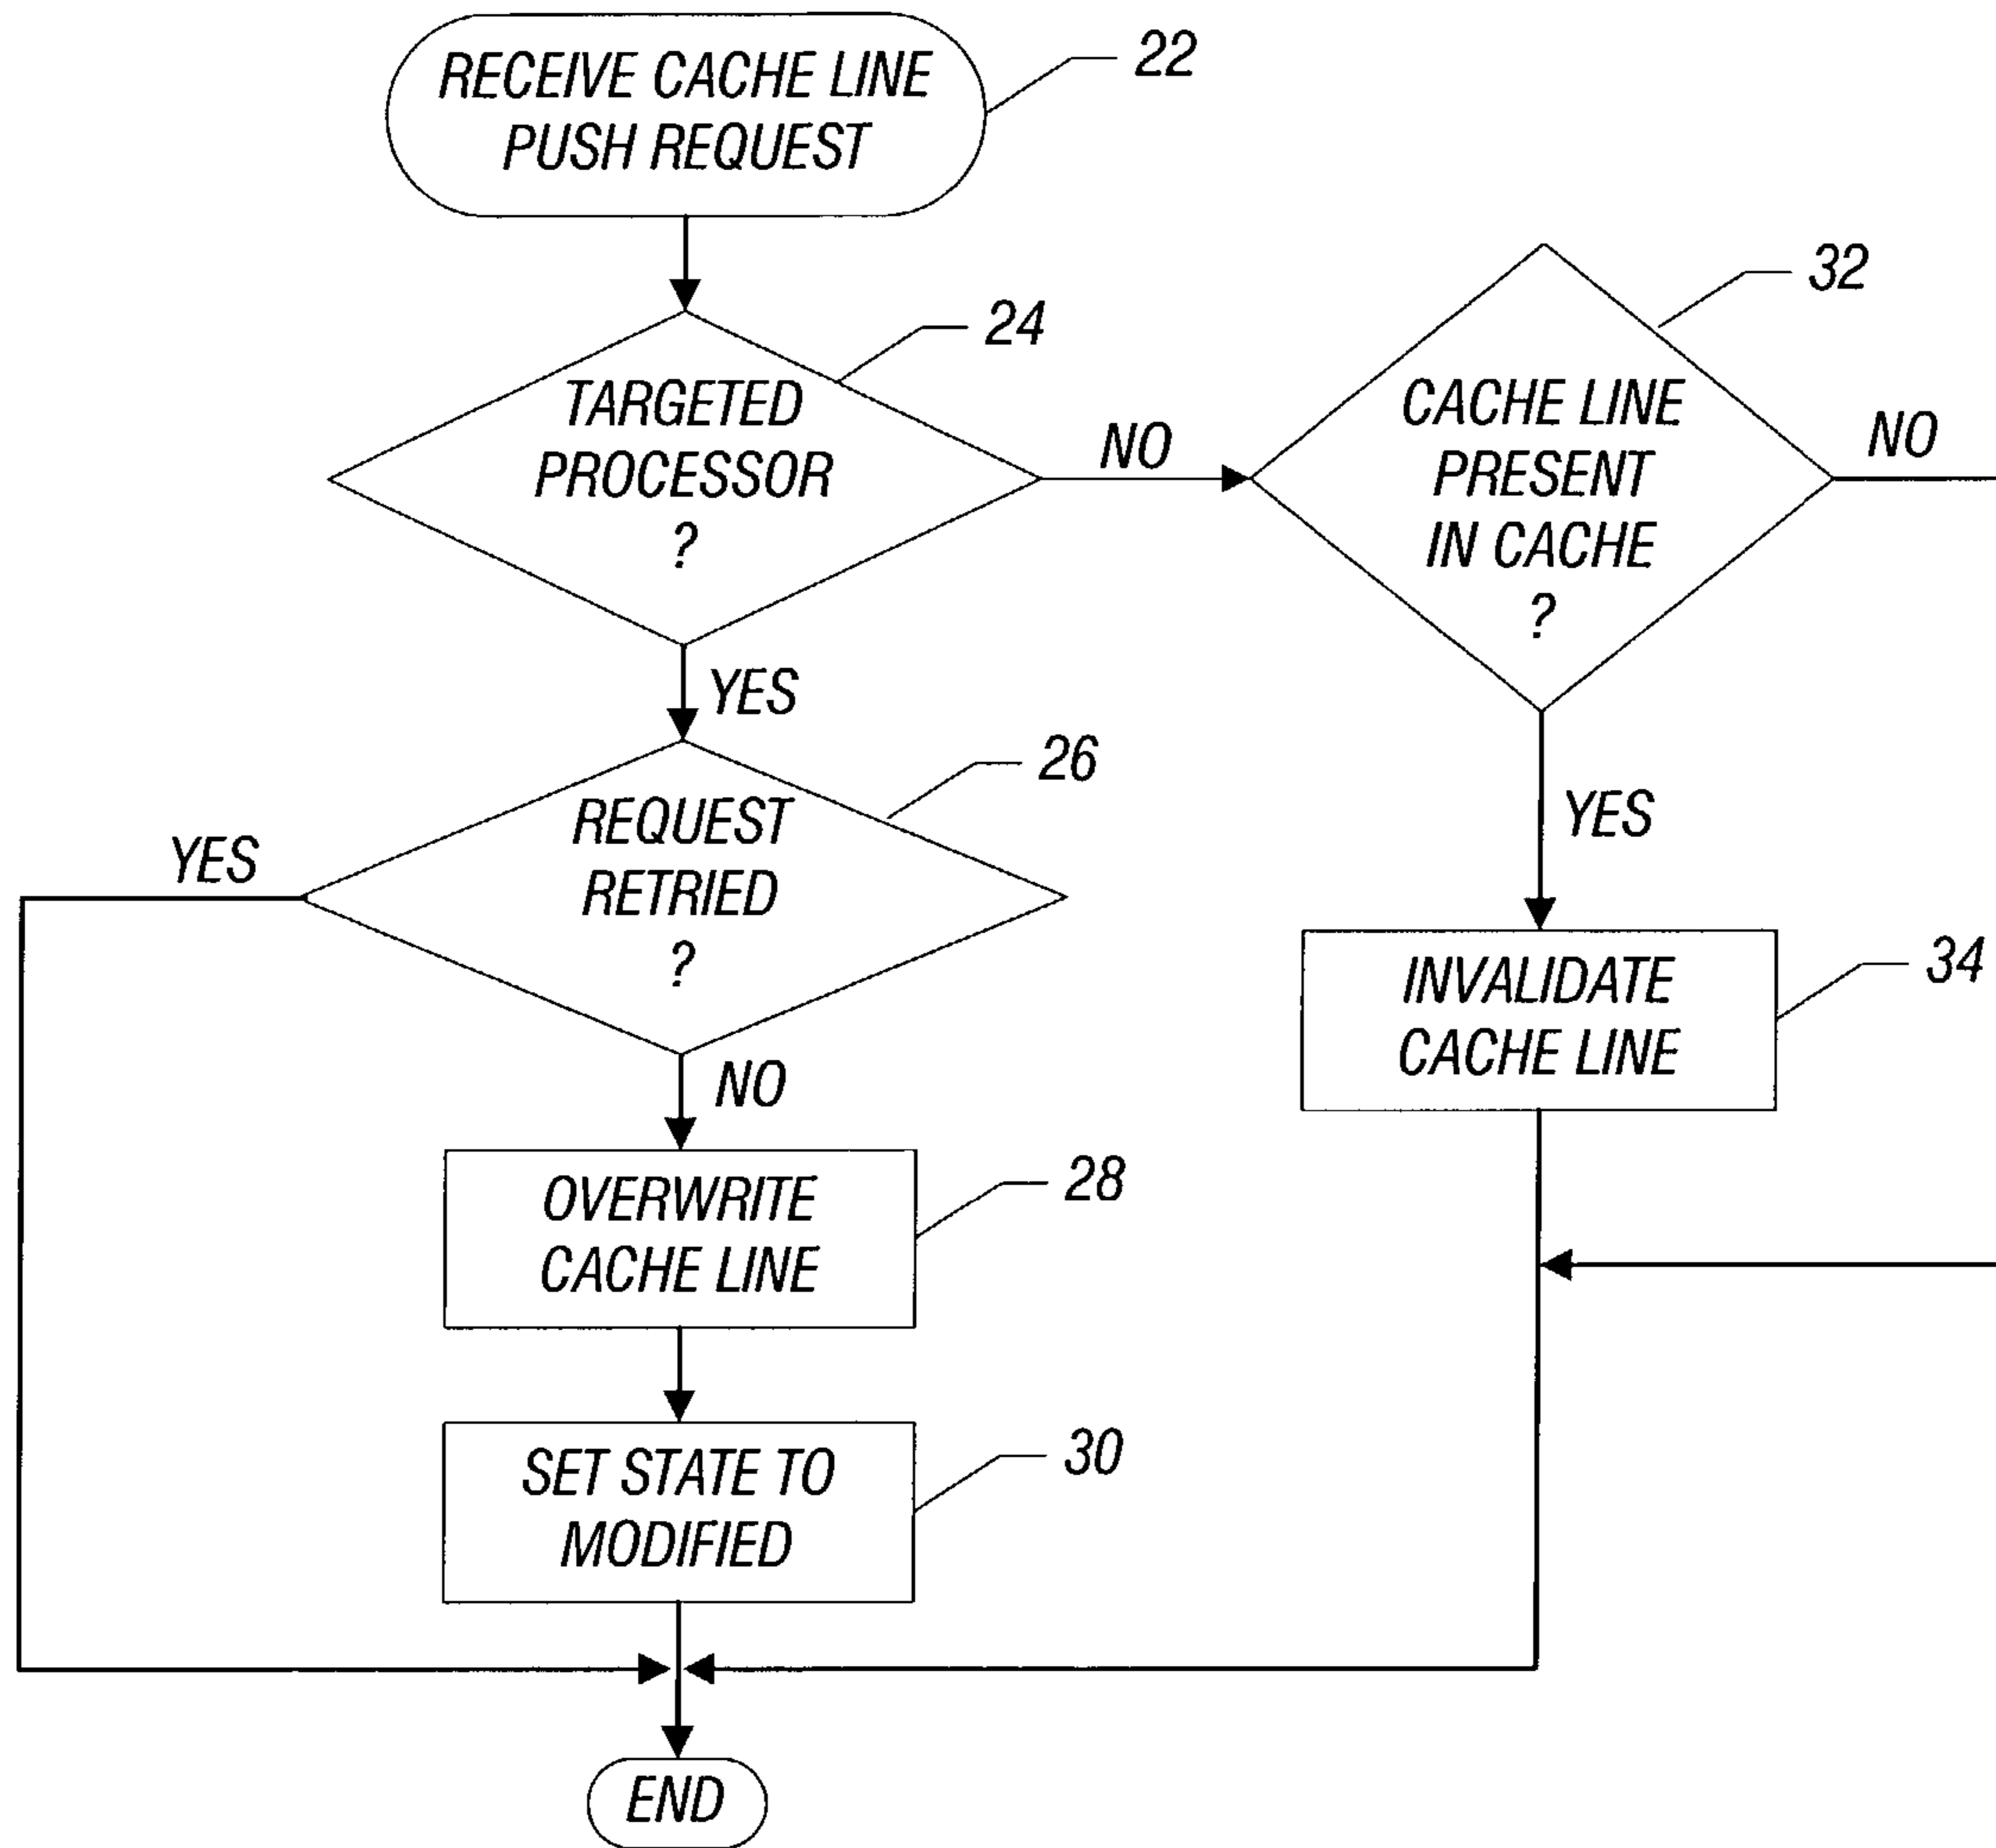 RECEIVE CACHE LINE
PUSH REQUEST
22
TARGETED
PROCESSOR
?
24
NO
CACHE LINE
PRESENT
IN CACHE
?
32
NO
YES
YES
REQUEST
RETRIED
?
26
YES
NO
INVALIDATE
CACHE LINE
34
OVERWRITE
CACHE LINE
28
SET STATE TO
MODIFIED
30
END